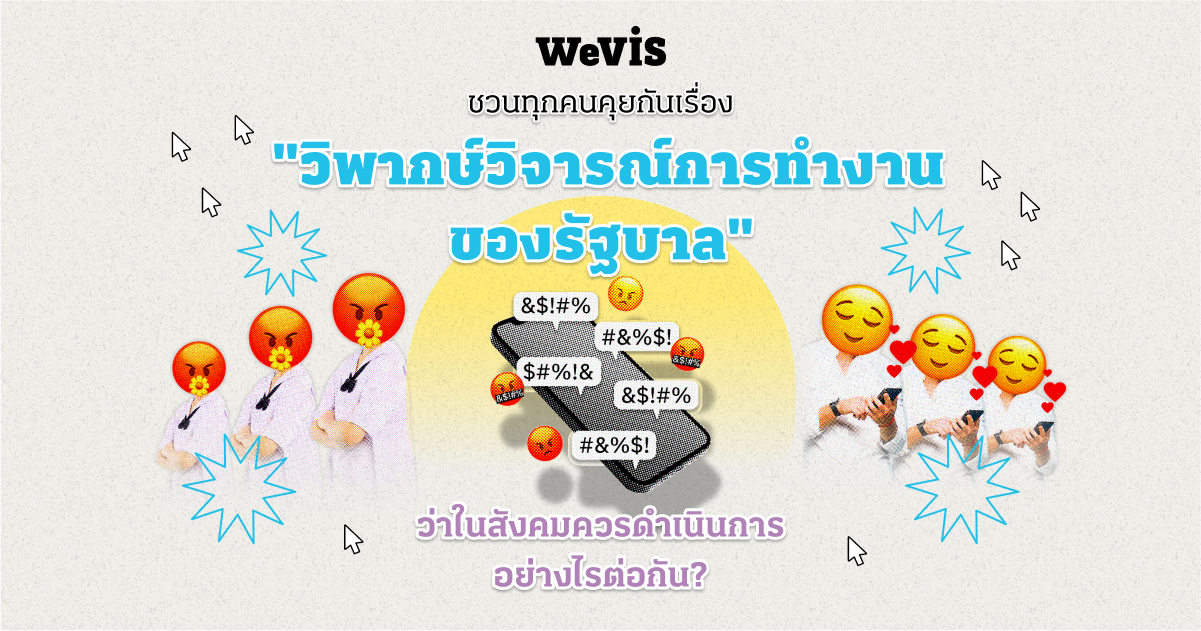 WeVIS
ชวนทุกคนคุยกันเรื่อง
"วิพากษ์วิจารณ์การทำงาน
ของรัฐบาล"
&$!#%
#&%$!
&$!#%
$#%!&
&$!#%
&$!#%
#&%$!
ว่าในสังคมควรดำเนินการ
อย่างไรต่อกัน?